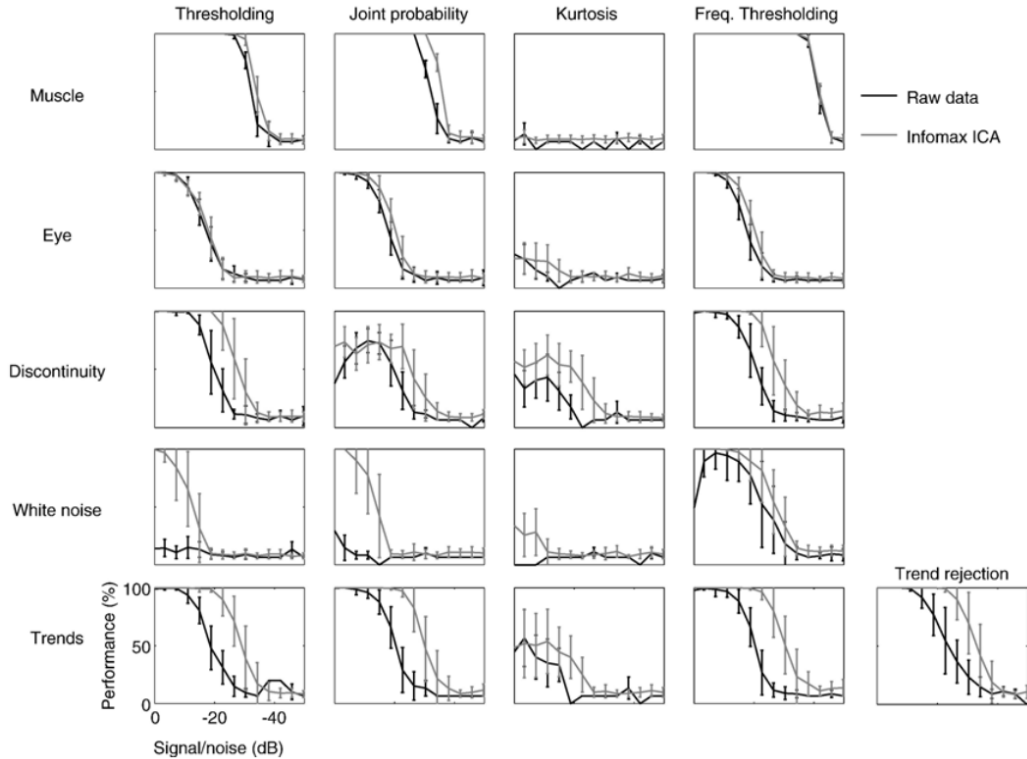 Thresholding Joint probability Kurtosis Freq. Thresholding
Muscle
Raw data
Infomax ICA
Eye
Discontinuity
White noise
Trend rejection
Trends
Performance (%)
100
50
0
0 -20 -40
Signal/noise (dB)